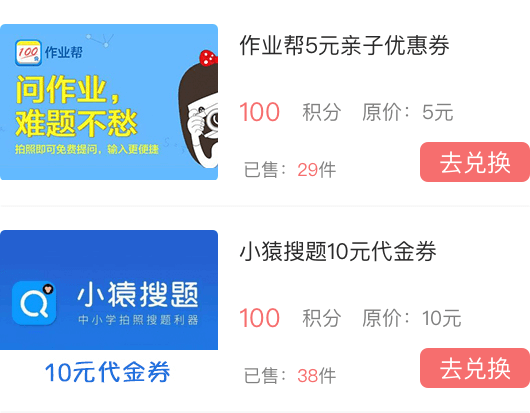 100
作业帮
问作业，
难题不愁
拍照即可免费提问，输入更便捷
作业帮5元亲子优惠券
100 积分 原价：5元
已售：29件
去兑换
小猿搜题
中小学拍照搜题利器
10元代金券
小猿搜题10元代金券
100 积分 原价：10元
已售：38件
去兑换